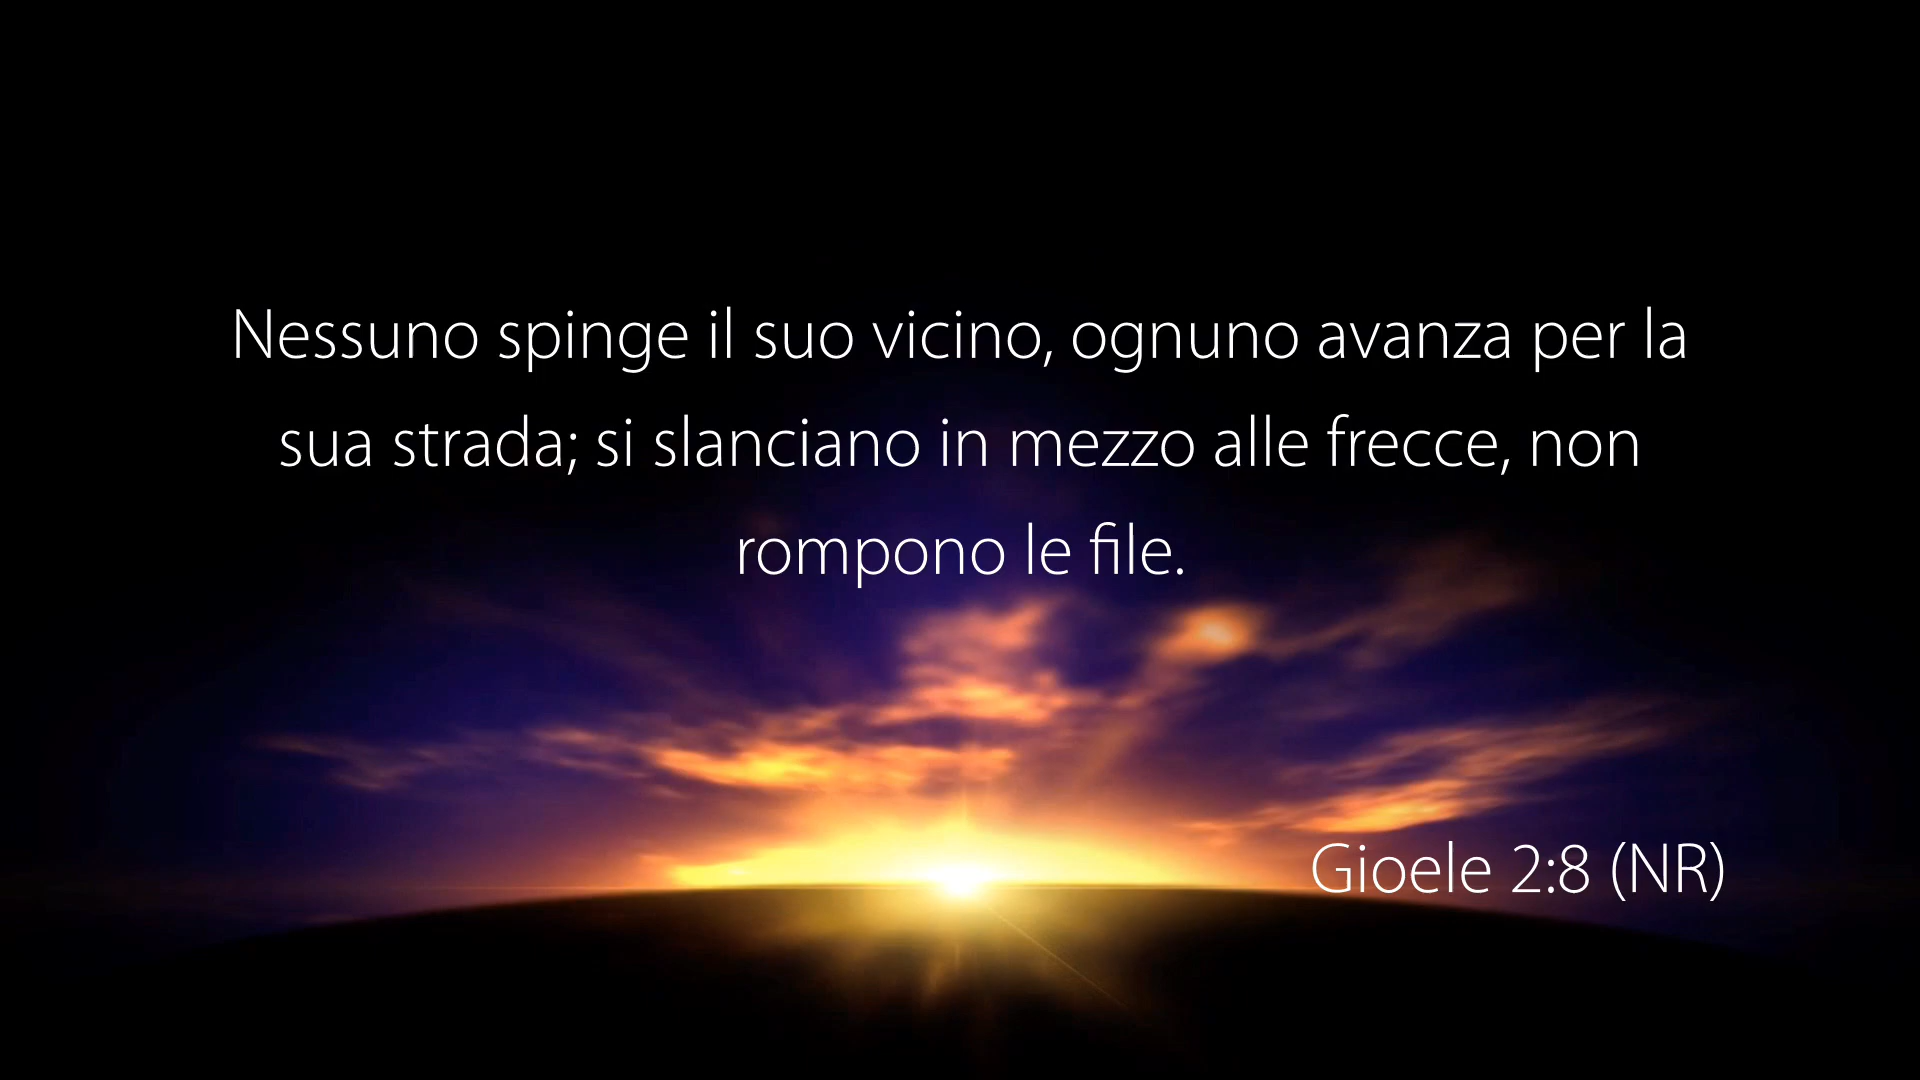 Nessuno spinge il suo vicino, ognuno avanza per la
sua strada; si slanciano in mezzo alle frecce, non
rompono le file.
Gioele 2:8 (NR)